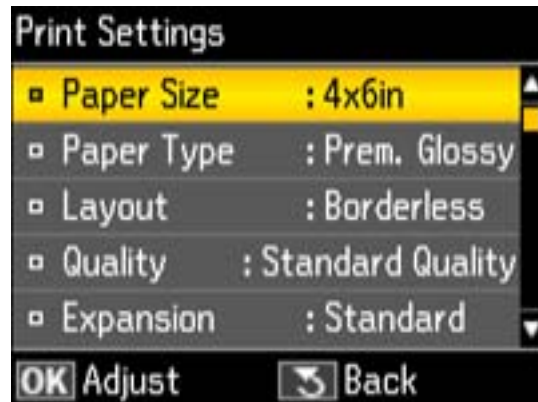 Print Settings
Paper Size : 4x6in
Paper Type : Prem. Glossy
Layout : Borderless
Quality : Standard Quality
Expansion : Standard
OK Adjust Back